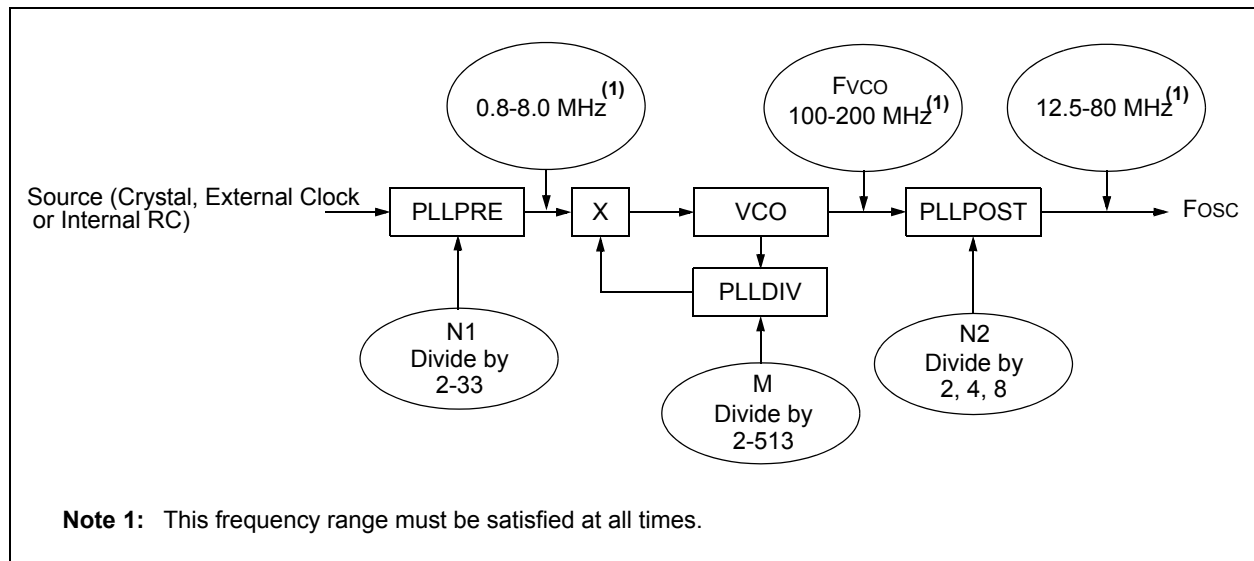 0.8-8.0 MHz(1)
FVCO
100-200 MHz(1)
12.5-80 MHz(1)
Source (Crystal, External Clock
or Internal RC)
PLLPRE
X
VCO
PLLPOST
FOSC
PLLDIV
N1
Divide by
2-33
M
Divide by
2-513
N2
Divide by
2, 4, 8
Note 1: This frequency range must be satisfied at all times.